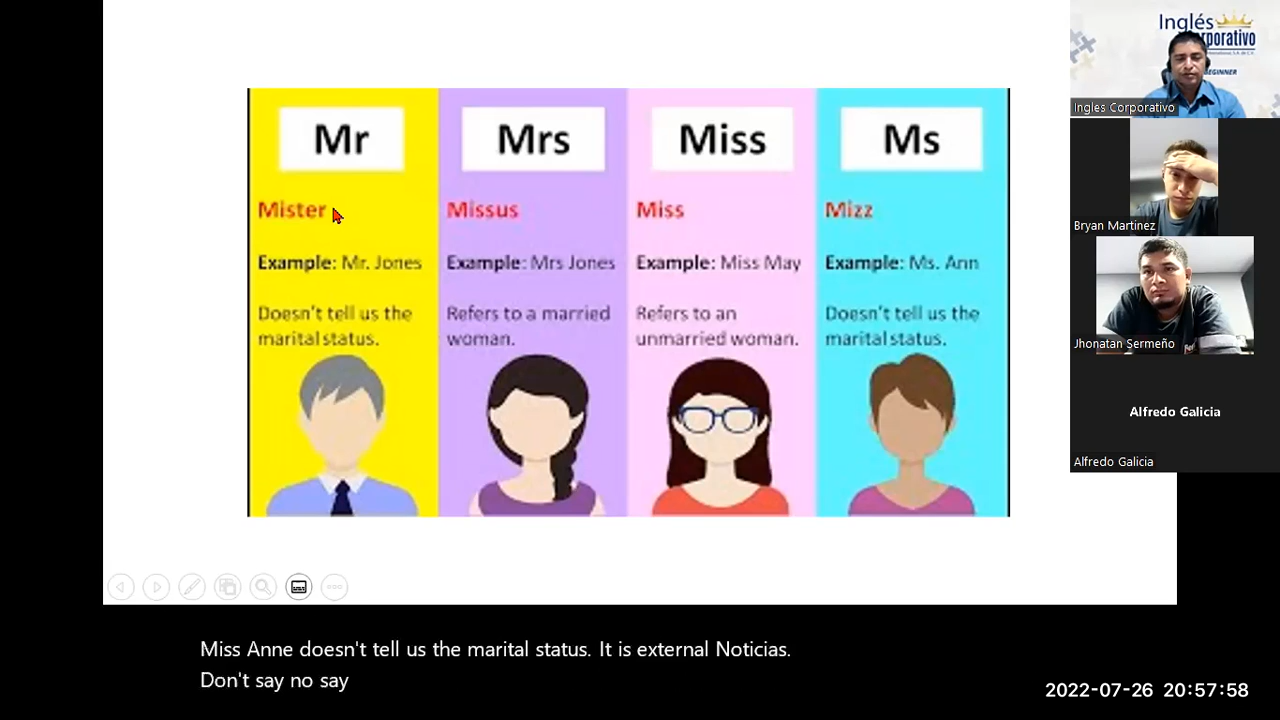 Mr
Mister
Example: Mr. Jones
Doesn't tell us the
marital status.
Mrs
Missus
Example: Mrs Jones
Refers to a married
woman.
Miss
Miss
Example: Miss May
Refers to an
unmarried woman.
Ms
Mizz
Example: Ms. Ann
Doesn't tell us the
marital status.
Inglés
BEGINNER
Ingles Corporativo
Bryan Martinez
Jhonatan Sermeño
Alfredo Galicia
Alfredo Galicia
Miss Anne doesn't tell us the marital status. It is external Noticias.
Don't say no say
2022-07-26 20:57:58